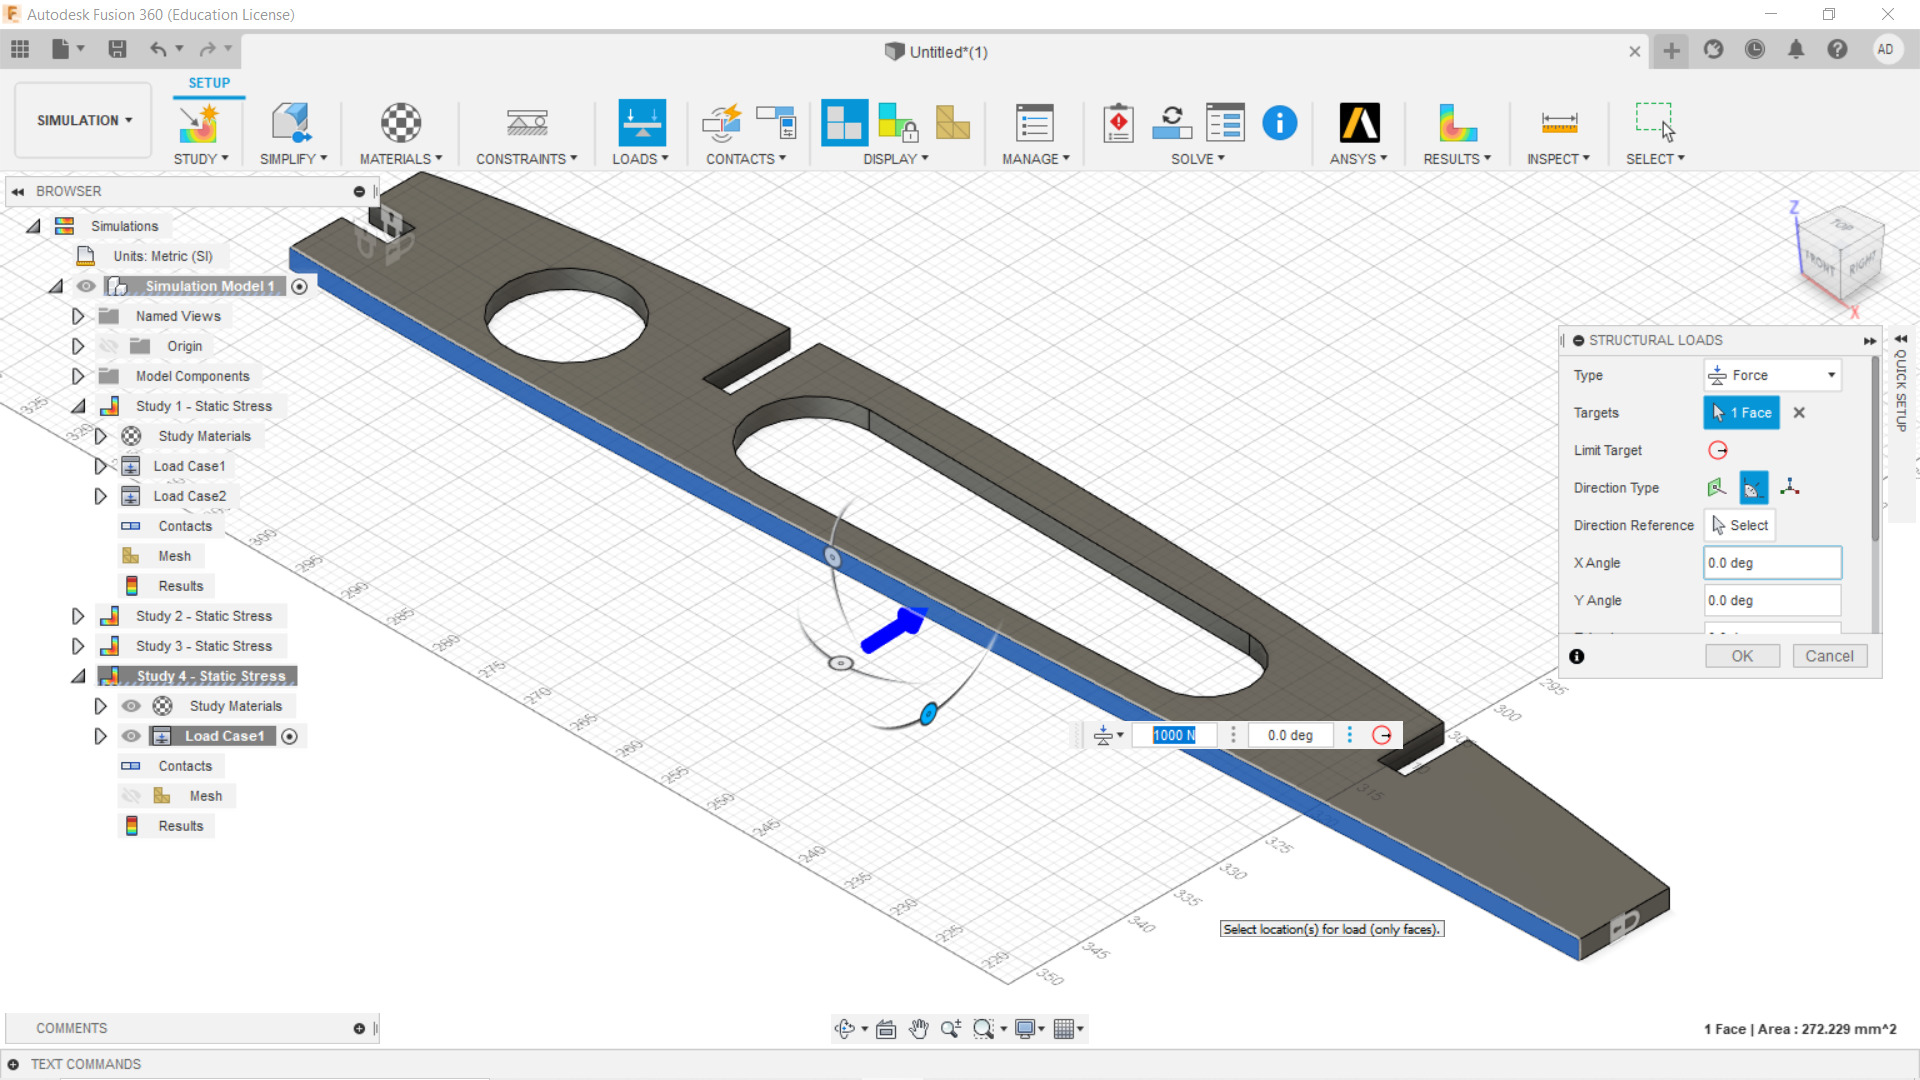 Autodesk Fusion 360 (Education License)
Untitled*(1)
AD
SIMULATION
SETUP
STUDY
SIMPLIFY
MATERIALS
CONSTRAINTS
LOADS
CONTACTS
DISPLAY
MANAGE
SOLVE
ANSYS
RESULTS
INSPECT
SELECT
BROWSER
Simulations
Units: Metric (SI)
Simulation Model 1
Named Views
Origin
Model Components
Study 1 - Static Stress
Study Materials
Load Case1
Load Case2
Contacts
Mesh
Results
Study 2 - Static Stress
Study 3 - Static Stress
Study 4 - Static Stress
Study Materials
Load Case1
Contacts
Mesh
Results
Z
TOP
FRONT
RIGHT
X
STRUCTURAL LOADS
Type
Force
Targets
1 Face
Limit Target
Direction Type
Direction Reference
Select
X Angle
0.0 deg
Y Angle
0.0 deg
OK
Cancel
QUICK SETUP
325
320
300
295
290
285
280
275
270
265
260
255
250
245
240
235
230
225
220
350
345
340
335
330
325
315
295
300
1000 N
0.0 deg
Select location(s) for load (only faces).
COMMENTS
1 Face | Area : 272.229 mm^2
TEXT COMMANDS